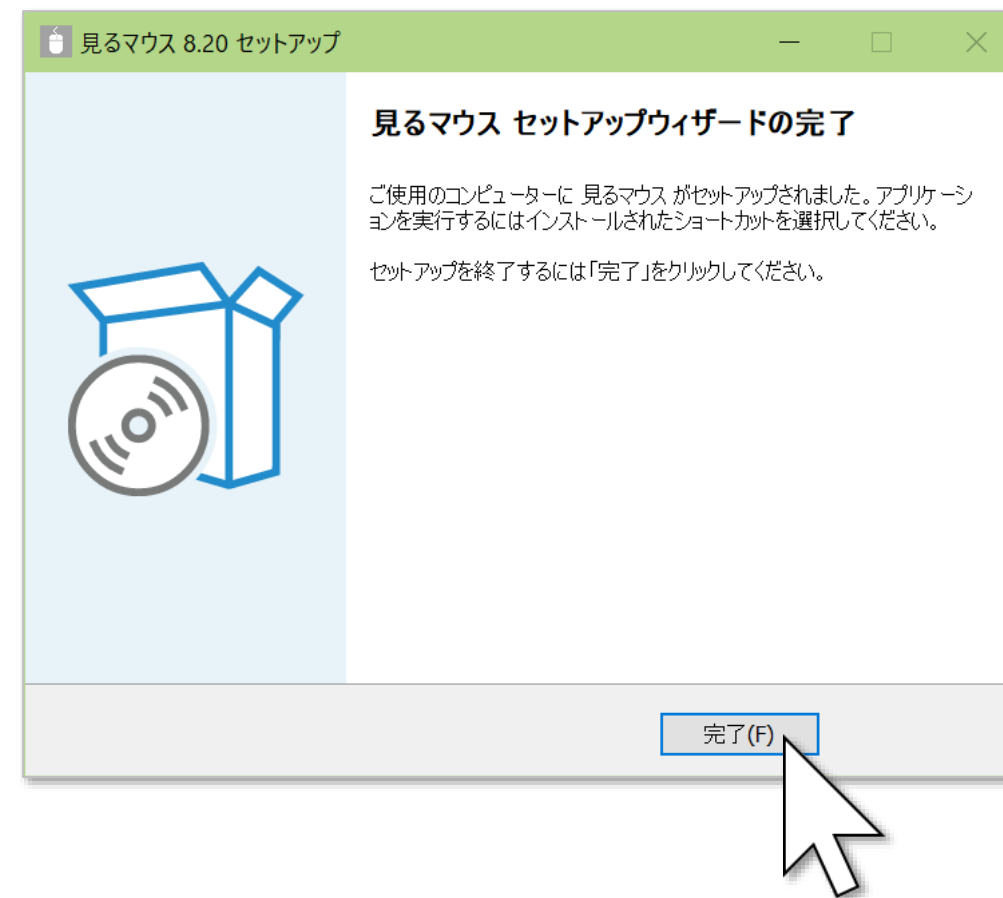 見るマウス 8.20 セットアップ
見るマウス セットアップウィザードの完了
ご使用のコンピューターに 見るマウス がセットアップされました。アプリケーシ
ョンを実行するにはインストールされたショートカットを選択してください。
セットアップを終了するには「完了」をクリックしてください。
完了(F)